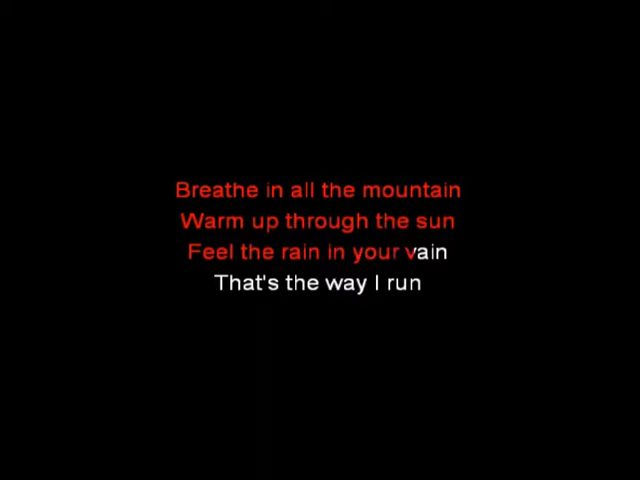 Breathe in all the mountain
Warm up through the sun
Feel the rain in your vain
That's the way I run